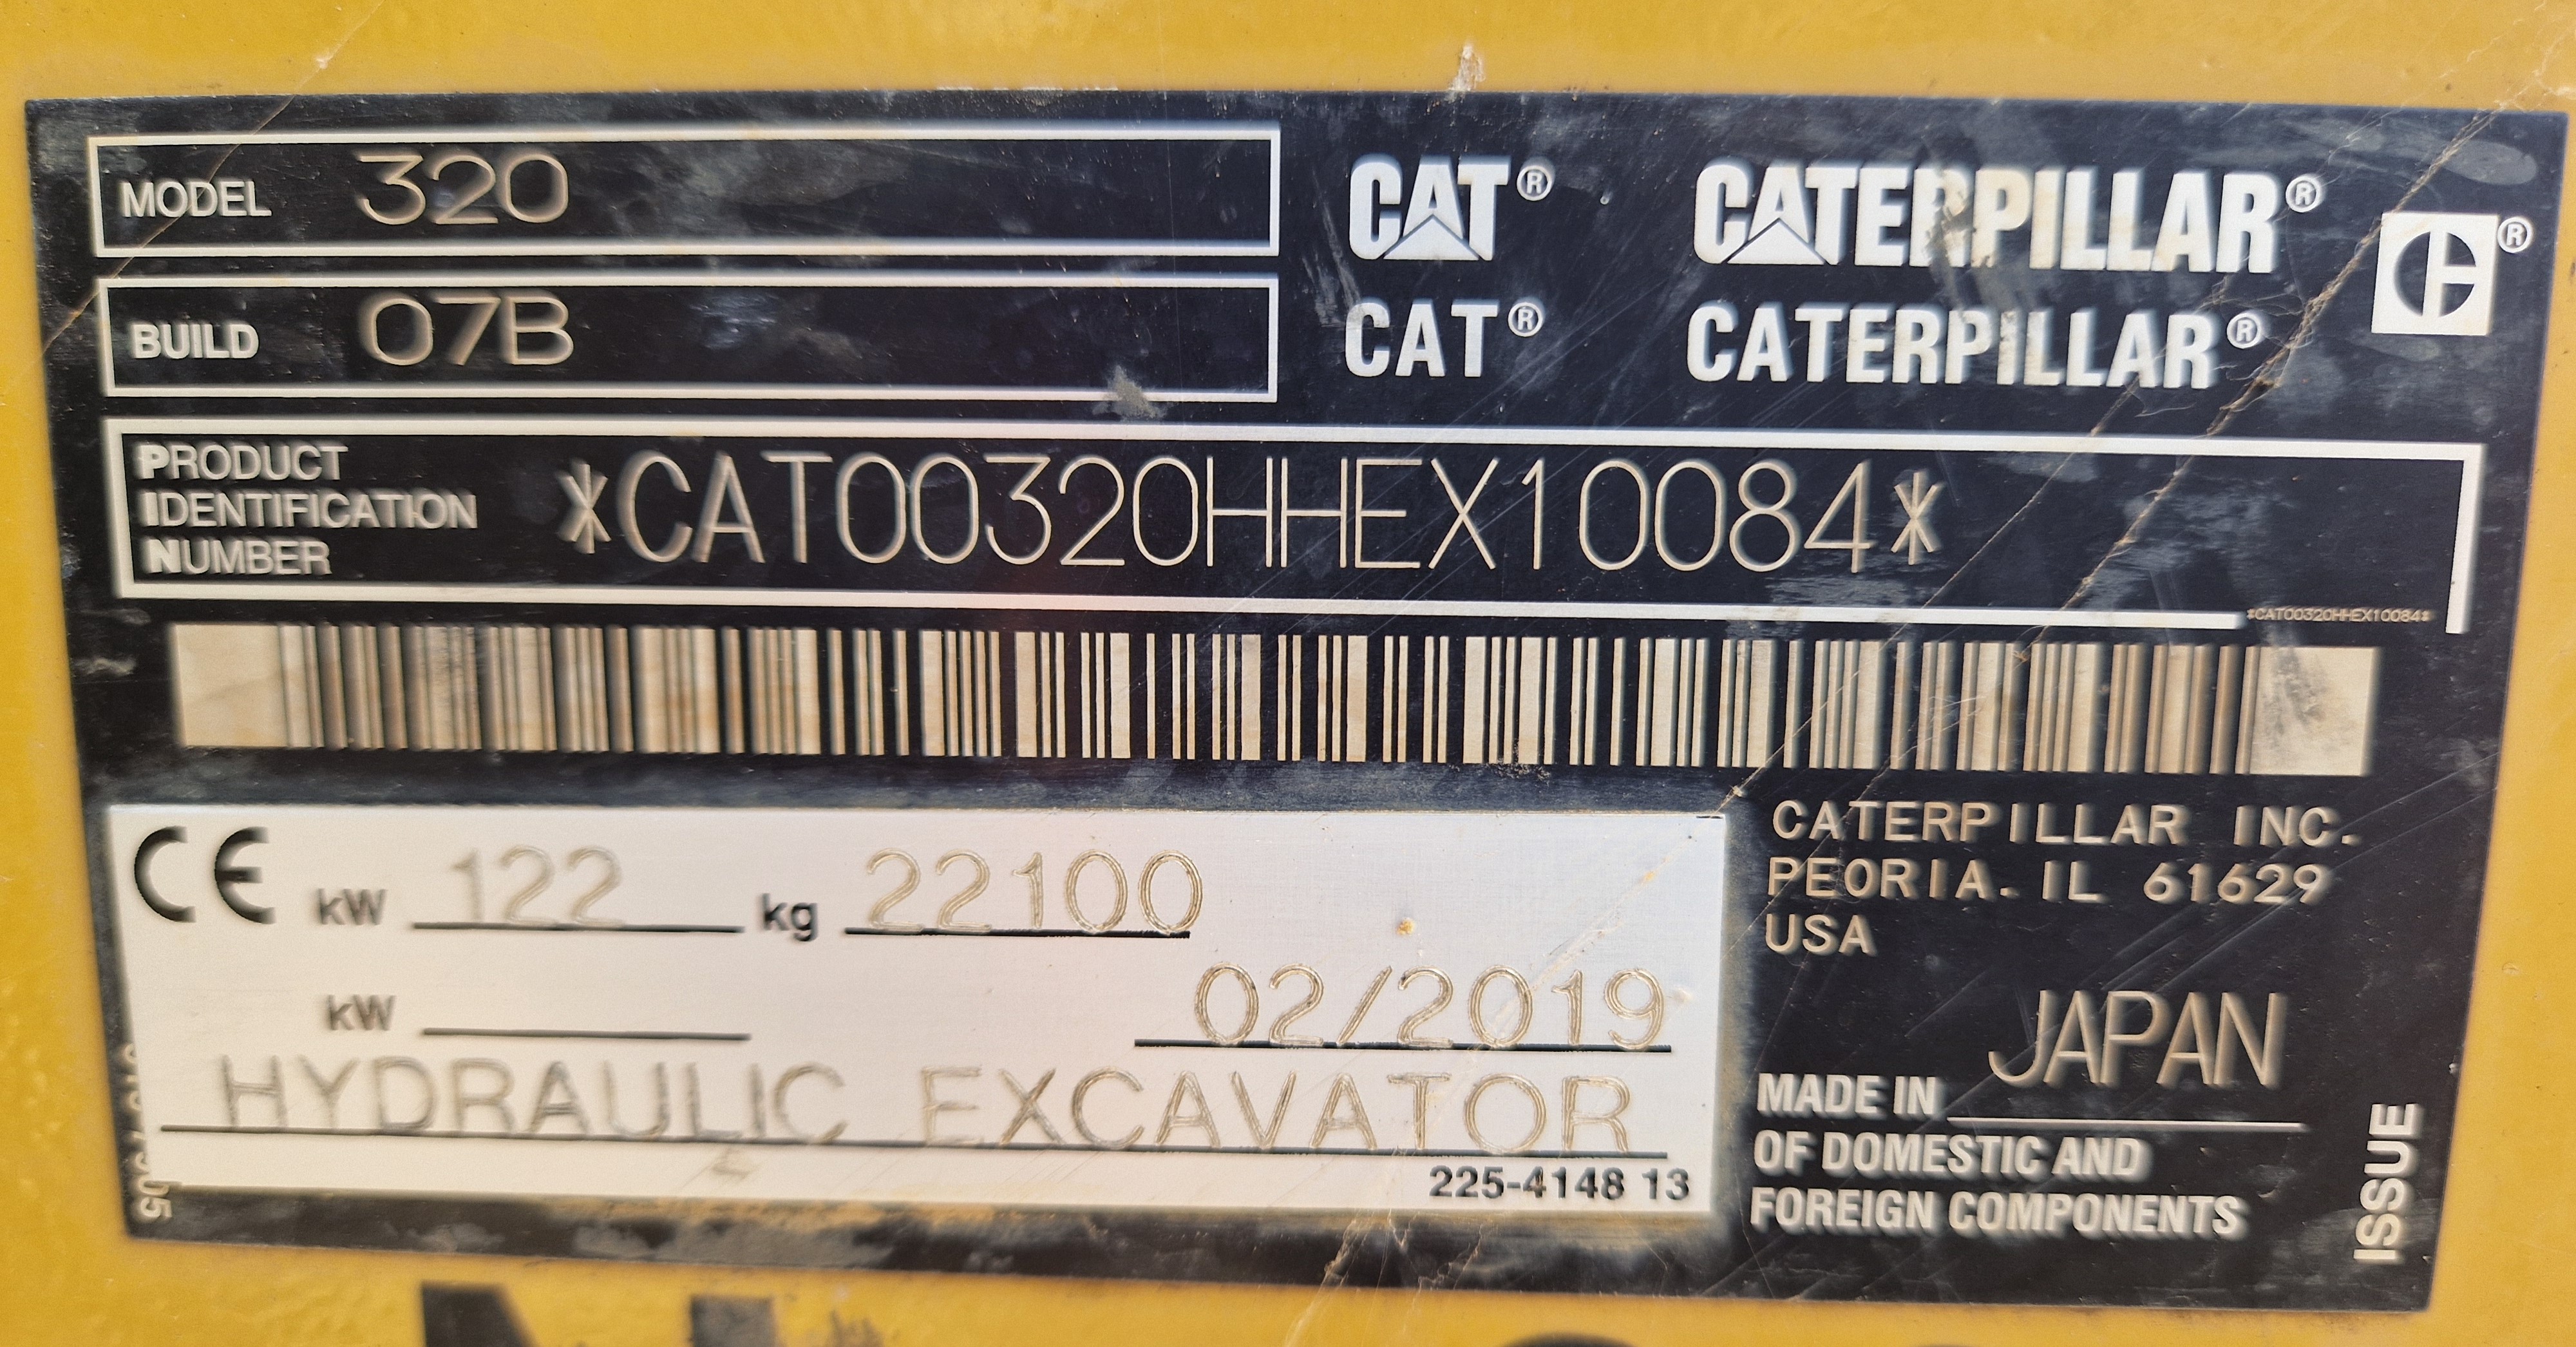 MODEL 320
CAT® CATERPILLAR®
BUILD 07B
CAT® CATERPILLAR®
PRODUCT IDENTIFICATION NUMBER *CAT00320HHEX10084*
*CAT00320HHEX10084*
CE kW 122 kg 22100
kW 02/2019
HYDRAULIC EXCAVATOR
225-4148 13
CATERPILLAR INC.
PEORIA. IL 61629
USA
MADE IN JAPAN
OF DOMESTIC AND
FOREIGN COMPONENTS
ISSUE